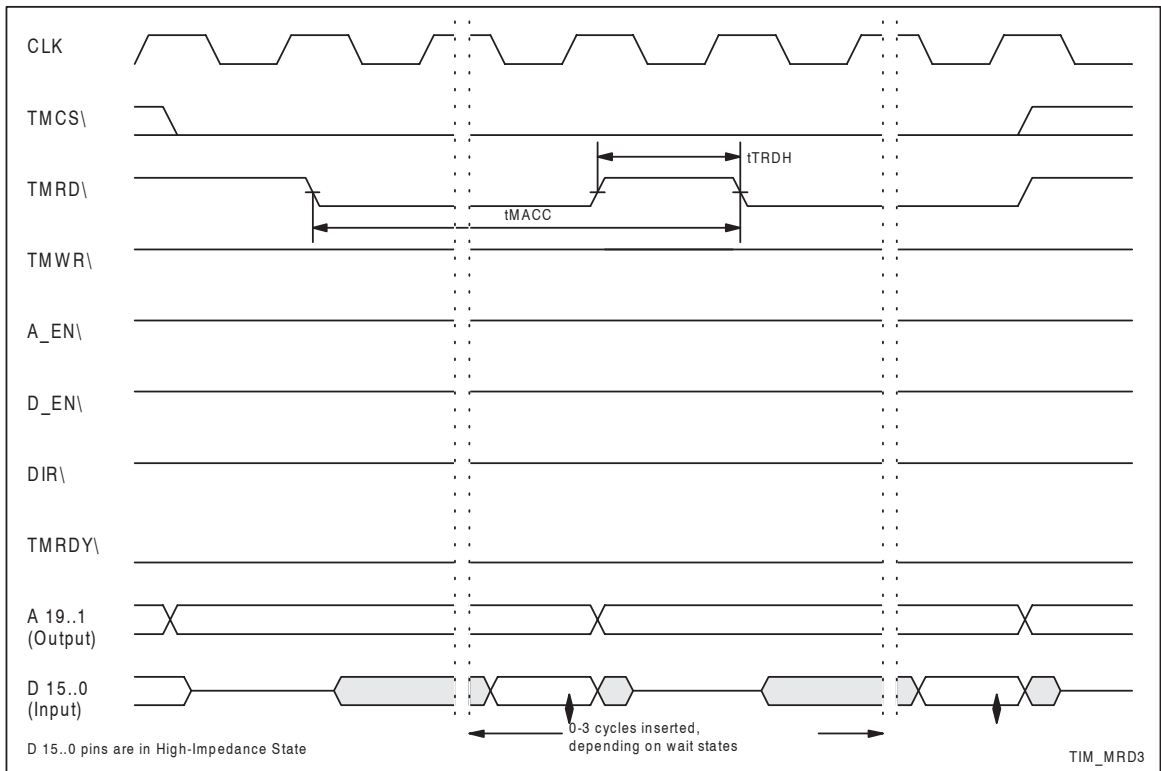 CLK
TMCS\
tTRDH
TMRD\
tMACC
TMWR\
A_EN\
D_EN\
DIR\
TMRDY\
A 19..1
(Output)
D 15..0
(Input)
0-3 cycles inserted,
depending on wait states
D 15..0 pins are in High-Impedance State
TIM_MRD3